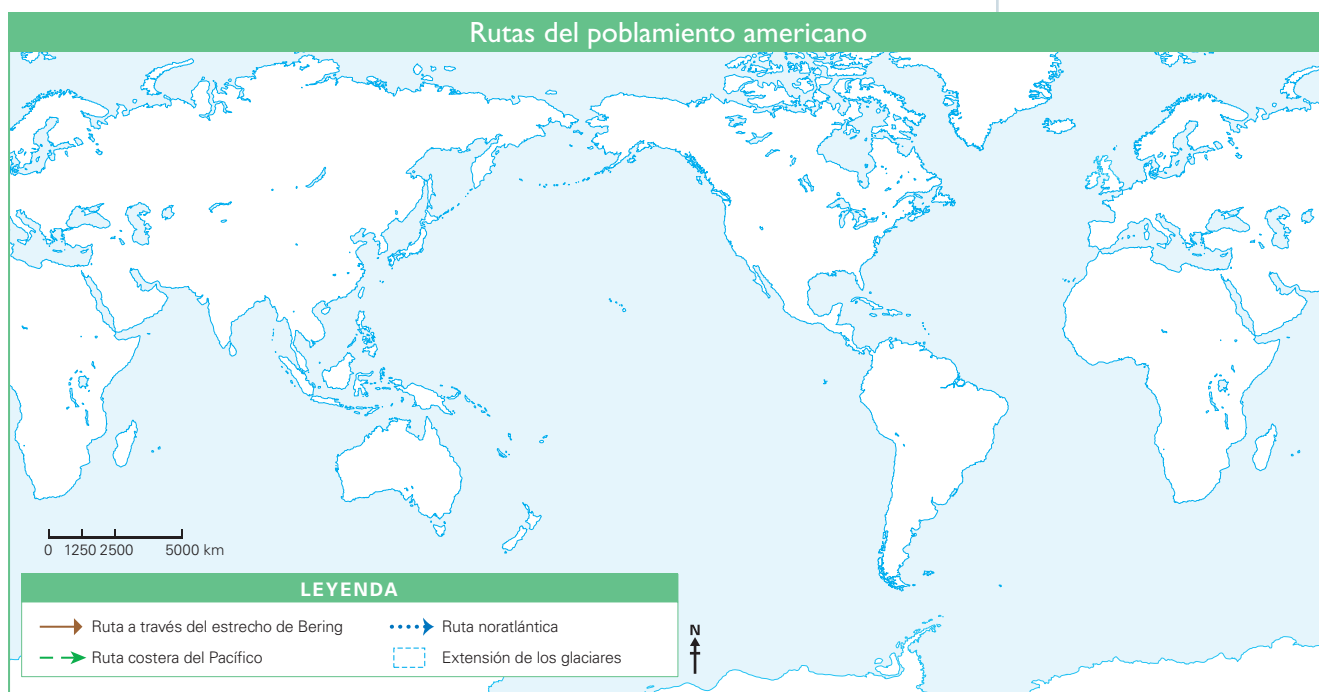 Rutas del poblamiento americano
0 1250 2500 5000 km
LEYENDA
Ruta a través del estrecho de Bering
Ruta noratlántica
Ruta costera del Pacífico
Extensión de los glaciares
N